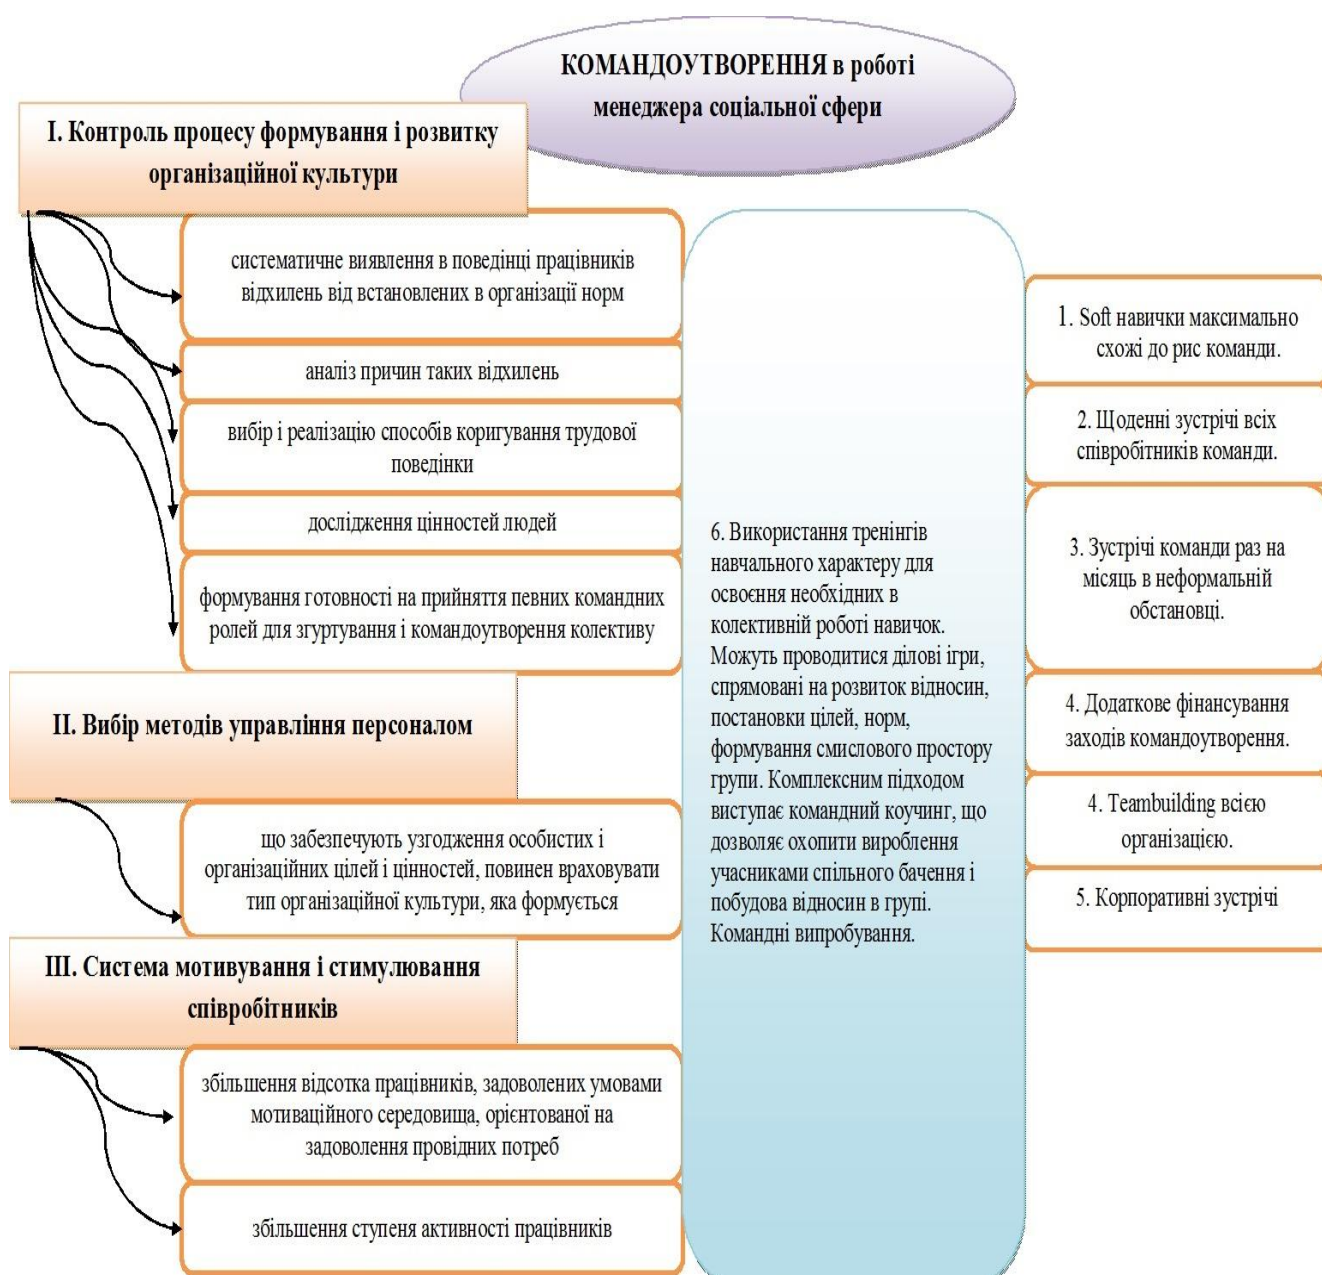 КОМАНДОУТВОРЕННЯ в роботі
менеджера соціальної сфери
І. Контроль процесу формування і розвитку
організаційної культури
систематичне виявлення в поведінці працівників
відхилень від встановлених в організації норм
аналіз причин таких відхилень
вибір і реалізацію способів коригування трудової
поведінки
дослідження цінностей людей
формування готовності на прийняття певних командних
ролей для згуртування і командоутворення колективу
ІІ. Вибір методів управління персоналом
що забезпечують узгодження особистих і
організаційних цілей і цінностей, повинен враховувати
тип організаційної культури, яка формується
ІІІ. Система мотивування і стимулювання
співробітників
збільшення відсотка працівників, задоволених умовами
мотиваційного середовища, орієнтованої на
задоволення провідних потреб
збільшення ступеня активності працівників
6. Використання тренінгів
навчального характеру для
освоєння необхідних в
колективній роботі навичок.
Можуть проводитися ділові ігри,
спрямовані на розвиток відносин,
постановки цілей, норм,
формування смислового простору
групи. Комплексним підходом
виступає командний коучинг, що
дозволяє охопити вироблення
учасниками спільного бачення і
побудова відносин в групі.
Командні випробування.
1. Soft навички максимально
схожі до рис команди.
2. Щоденні зустрічі всіх
співробітників команди.
3. Зустрічі команди раз на
місяць в неформальній
обстановці.
4. Додаткове фінансування
заходів командоутворення.
4. Teambuilding всією
організацією.
5. Корпоративні зустрічі